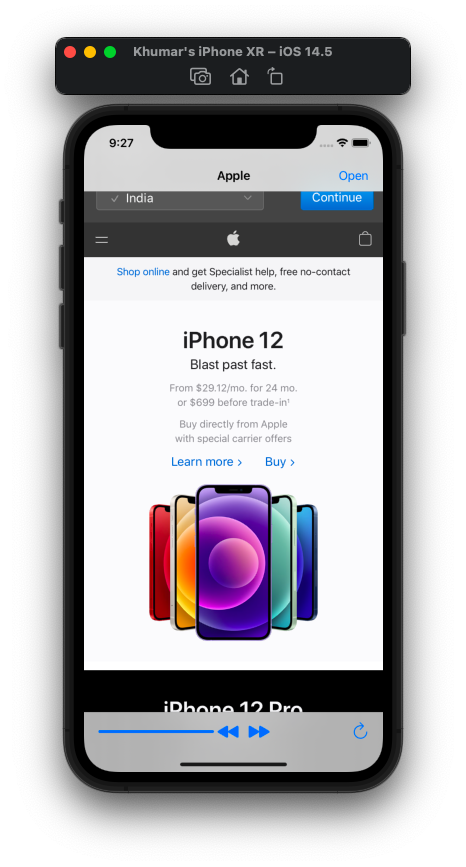 Khumar's iPhone XR – iOS 14.5
9:27
Apple
Open
India
Continue
Shop online and get Specialist help, free no-contact
delivery, and more.
iPhone 12
Blast past fast.
From $29.12/mo. for 24 mo.
or $699 before trade-in¹
Buy directly from Apple
with special carrier offers
Learn more >
Buy >
iPhone 12 Pro